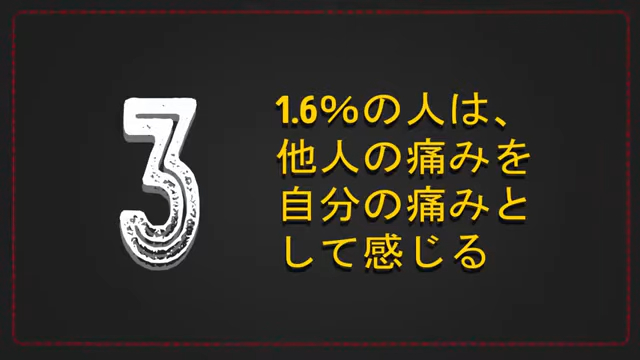 3
1.6%の人は、
他人の痛みを
自分の痛みと
して感じる